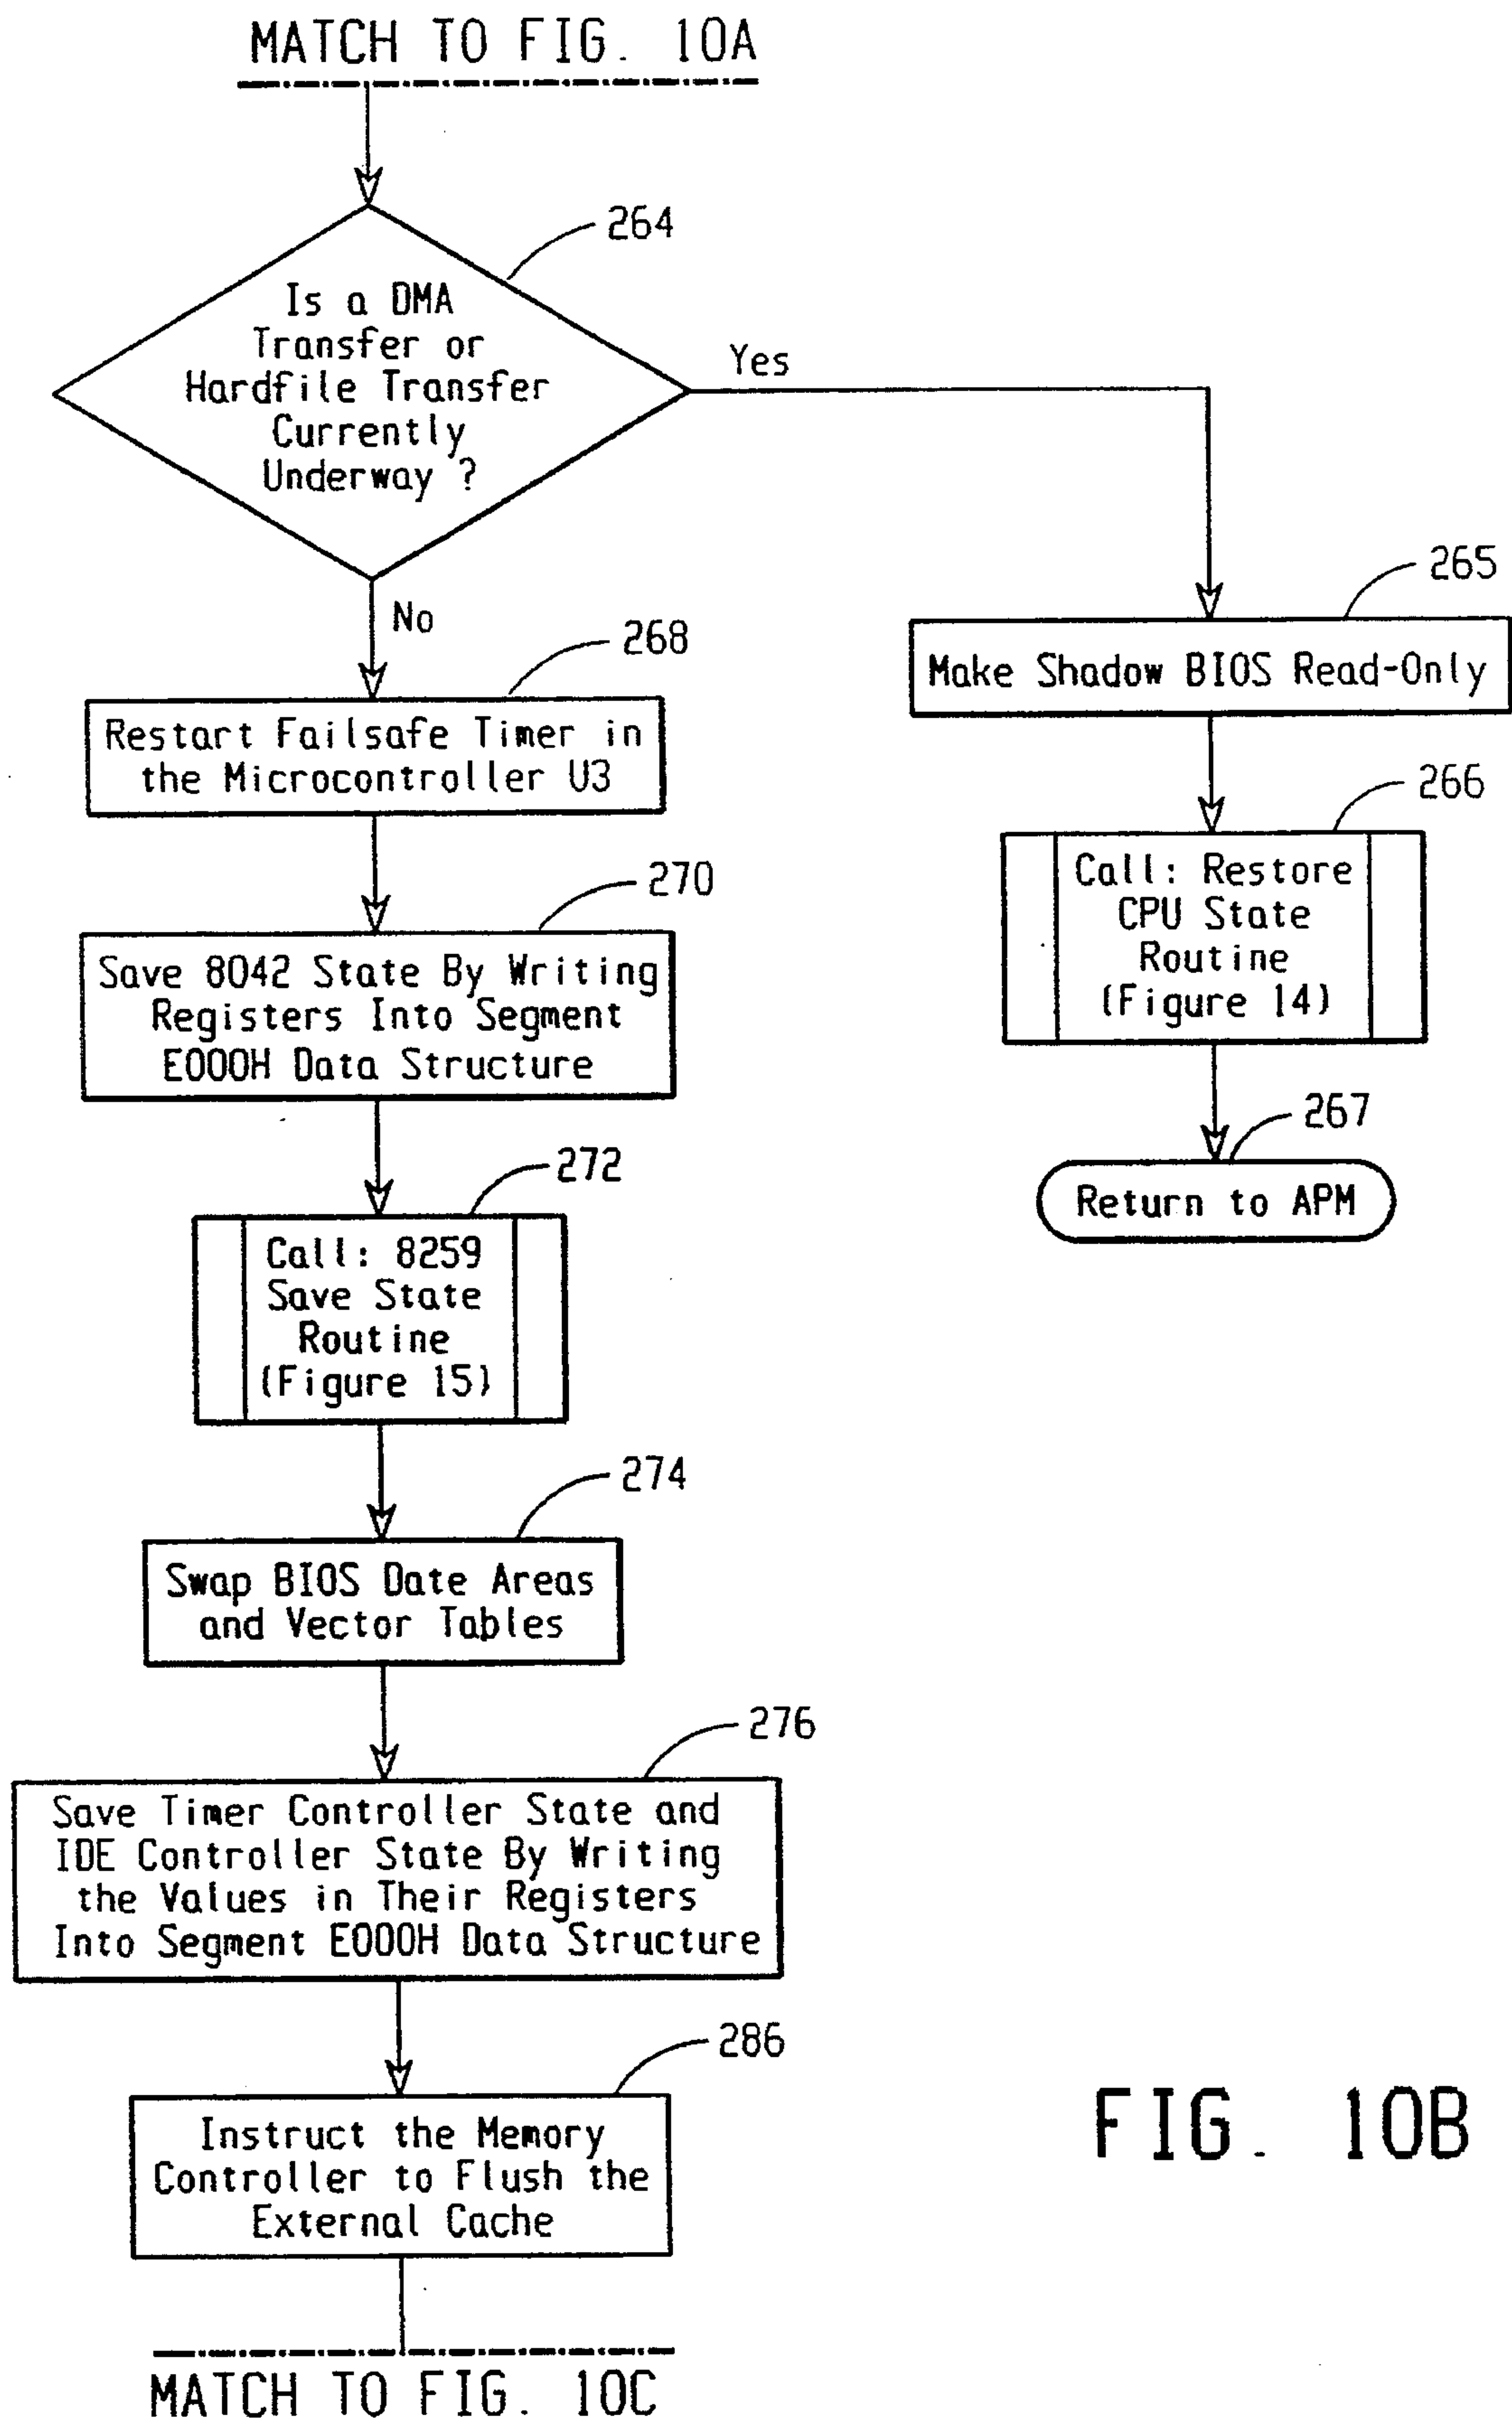 MATCH TO FIG. 10A
264
Is a DMA
Transfer or
Hardfile Transfer
Currently
Underway ?
Yes
No
265
Make Shadow BIOS Read-Only
266
Call: Restore
CPU State
Routine
(Figure 14)
267
Return to APM
268
Restart Failsafe Timer in
the Microcontroller U3
270
Save 8042 State By Writing
Registers Into Segment
E000H Data Structure
272
Call: 8259
Save State
Routine
(Figure 15)
274
Swap BIOS Date Areas
and Vector Tables
276
Save Timer Controller State and
IDE Controller State By Writing
the Values in Their Registers
Into Segment E000H Data Structure
286
Instruct the Memory
Controller to Flush the
External Cache
FIG. 10B
MATCH TO FIG. 10C